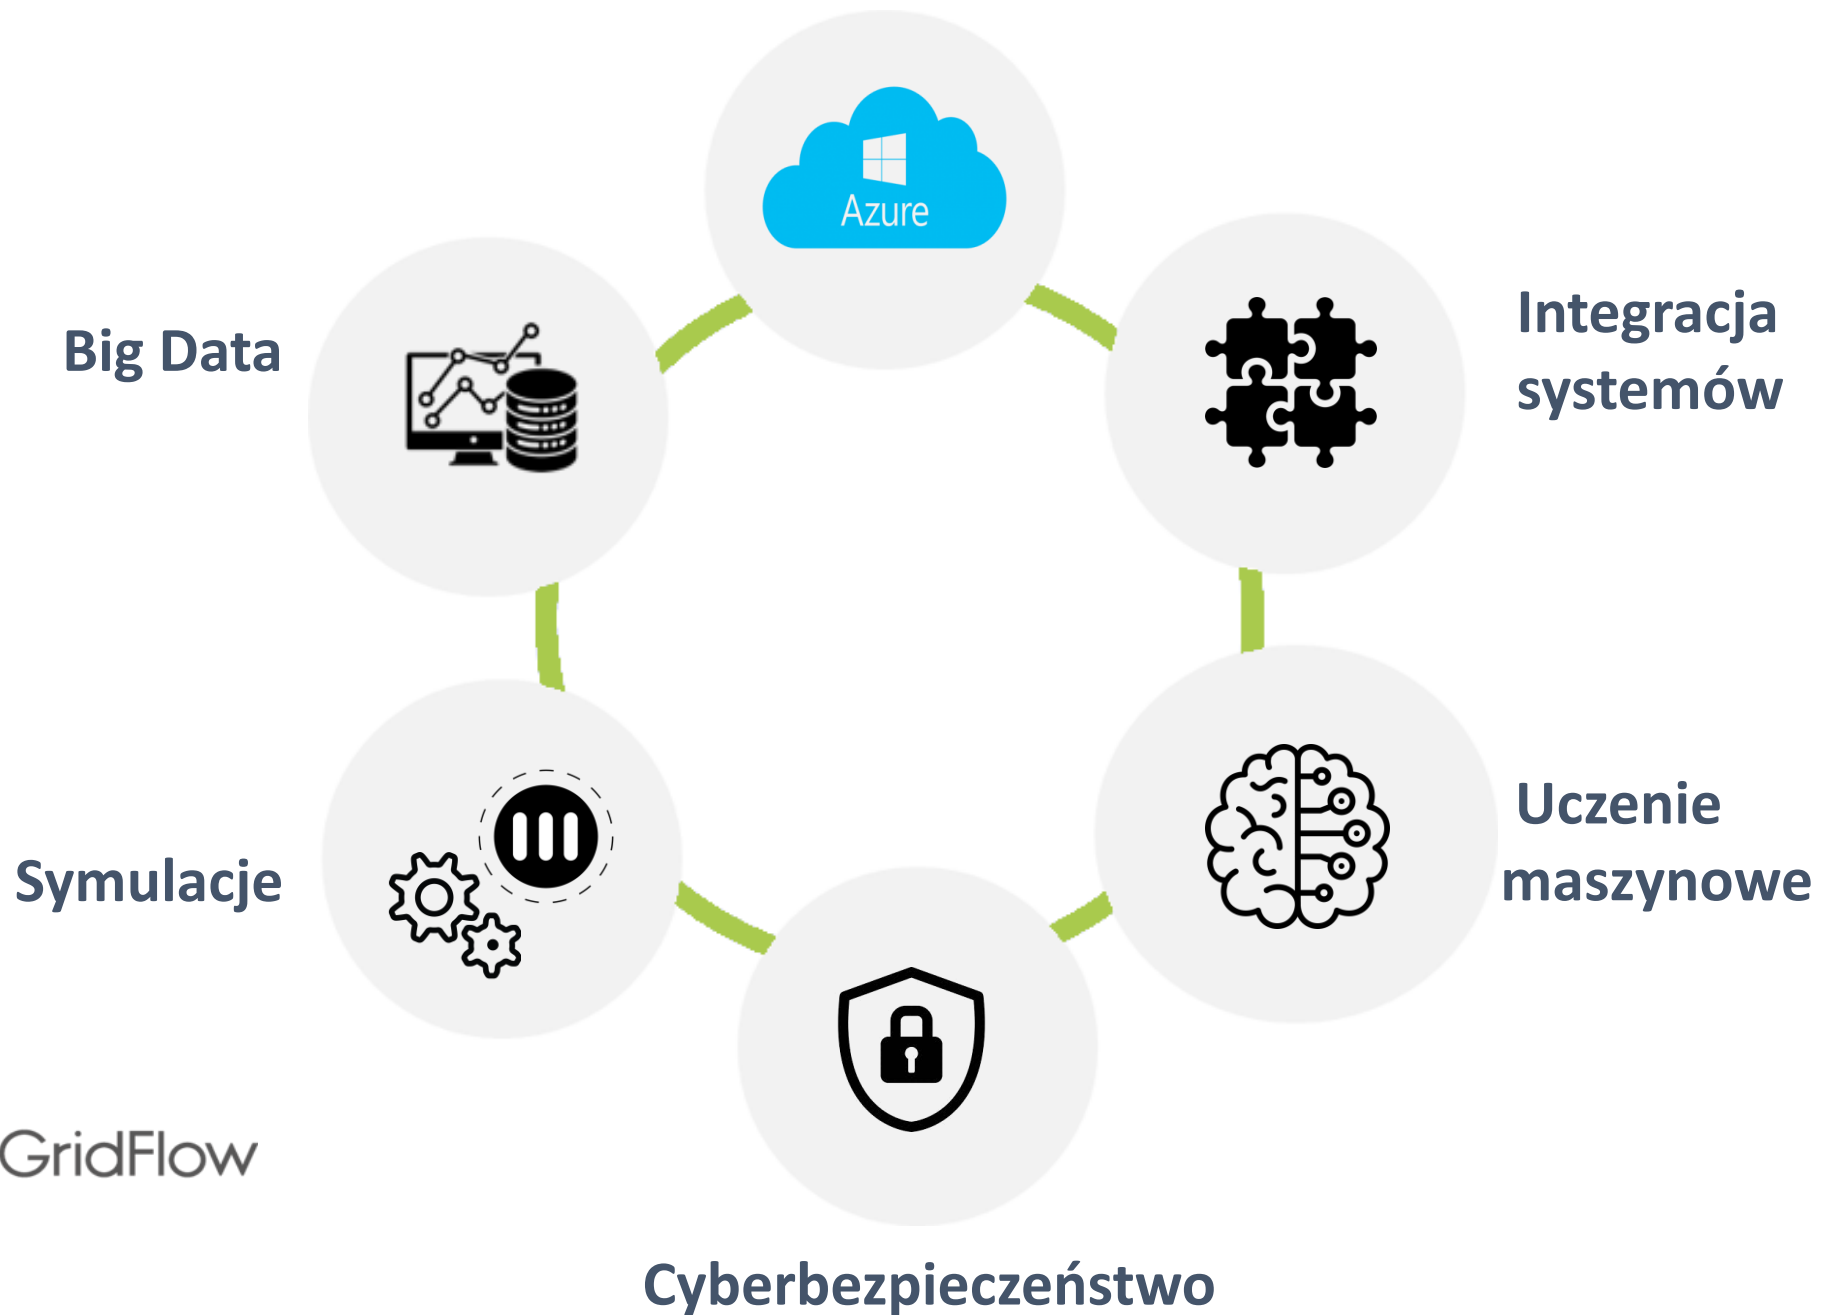 Azure
Big Data
Integracja
systemów
Symulacje
Uczenie
maszynowe
GridFlow
Cyberbezpieczeństwo